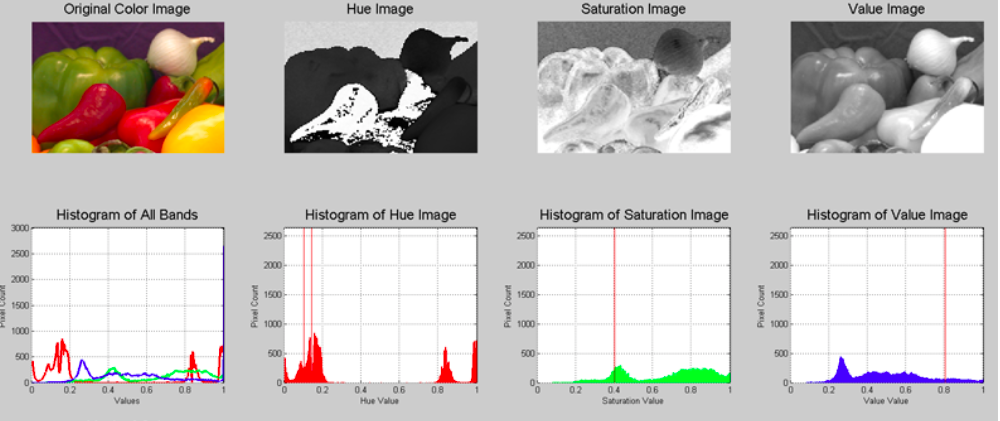 Original Color Image
Hue Image
Saturation Image
Value Image
Histogram of All Bands
3000
2500
2000
1500
1000
500
0
Pixel Count
0 0.2 0.4 0.6 0.8 1
Values
Histogram of Hue Image
2500
2000
1500
1000
500
0
Pixel Count
0 0.2 0.4 0.6 0.8 1
Hue Value
Histogram of Saturation Image
2500
2000
1500
1000
500
0
Pixel Count
0 0.2 0.4 0.6 0.8 1
Saturation Value
Histogram of Value Image
2500
2000
1500
1000
500
0
Pixel Count
0 0.2 0.4 0.6 0.8 1
Value Value